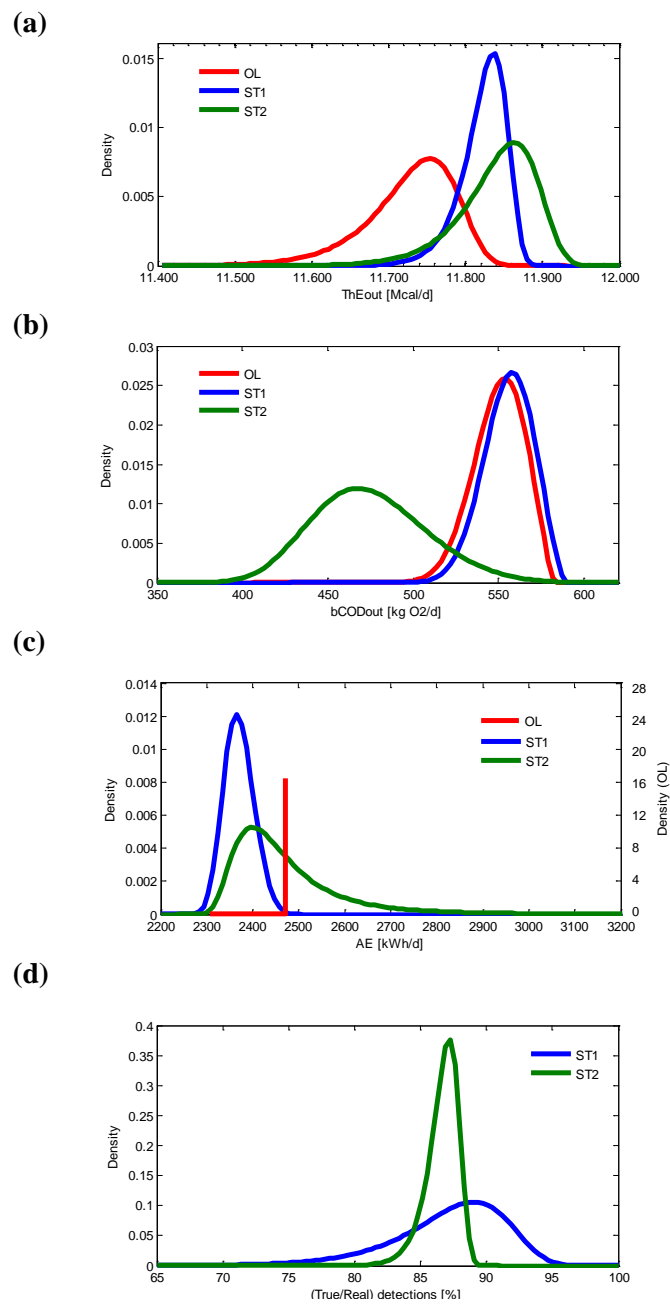 (a)
0.015
0.01
0.005
0
Density
OL
ST1
ST2
11.400 11.500 11.600 11.700 11.800 11.900 12.000
ThEout [Mcal/d]
(b)
0.03
0.025
0.02
0.015
0.01
0.005
0
Density
OL
ST1
ST2
350 400 450 500 550 600
bCODout [kg O2/d]
(c)
0.014
0.012
0.01
0.008
0.006
0.004
0.002
0
Density
OL
ST1
ST2
28
24
20
16
12
8
4
0
Density (OL)
2200 2300 2400 2500 2600 2700 2800 2900 3000 3100 3200
AE [kWh/d]
(d)
0.4
0.35
0.3
0.25
0.2
0.15
0.1
0.05
0
Density
ST1
ST2
65 70 75 80 85 90 95 100
(True/Real) detections [%]